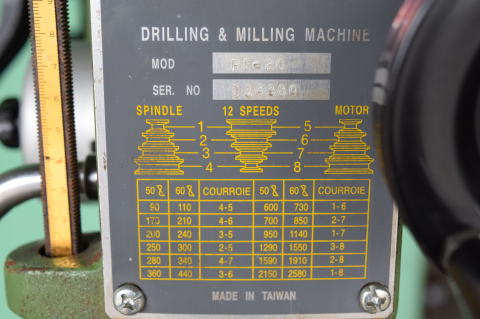 DRILLING & MILLING MACHINE
MOD
SER. NO
SPINDLE 12 SPEEDS MOTOR
1 5
2 6
3 7
4 8
50 60 COURROIE 50 60 COURROIE
90 110 4-5 600 730 1-6
170 210 4-6 700 850 2-7
200 240 3-5 950 1140 1-7
250 300 2-5 1290 1550 3-8
280 340 4-7 1590 1910 2-8
360 440 3-6 2150 2580 1-8
MADE IN TAIWAN